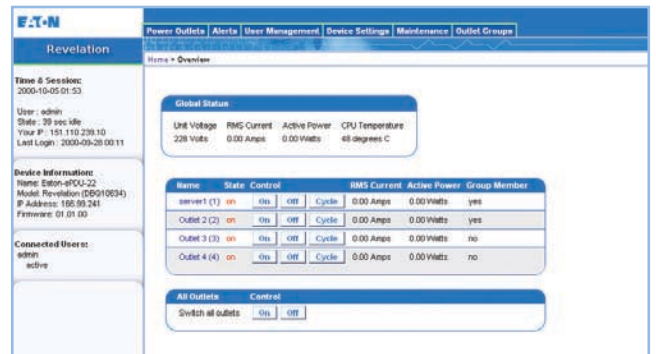 EATON
Power Outlets Alerts User Management Device Settings Maintenance Outlet Groups
Revelation
Home > Overview
Time & Session:
2000-10-05 01:53
User : admin
State : 39 sec idle
Your IP : 151.110.239.10
Last Login : 2000-09-28 00:11
Device Information:
Name: Eaton-ePDU-22
Model: Revelation (DBQ10634)
IP Address: 166.99.241
Firmware: 01.01.00
Connected Users:
admin
active
Global Status
Unit Voltage RMS Current Active Power CPU Temperature
228 Volts 0.00 Amps 0.00 Watts 48 degrees C
Name State Control RMS Current Active Power Group Member
server1 (1) on On Off Cycle 0.00 Amps 0.00 Watts yes
Outlet 2 (2) on On Off Cycle 0.00 Amps 0.00 Watts yes
Outlet 3 (3) on On Off Cycle 0.00 Amps 0.00 Watts no
Outlet 4 (4) on On Off Cycle 0.00 Amps 0.00 Watts no
All Outlets Control
Switch all outlets On Off